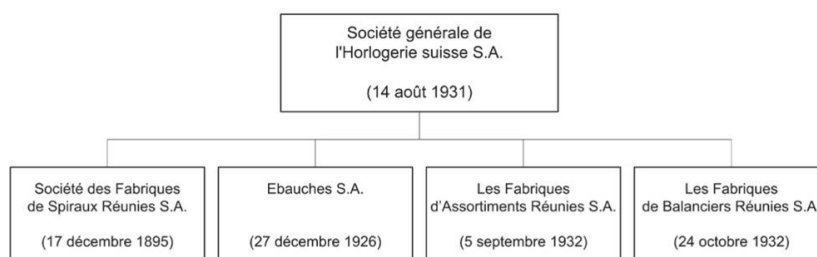 Société générale de
l'Horlogerie suisse S.A.
(14 août 1931)
Société des Fabriques
de Spiraux Réunies S.A.
(17 décembre 1895)
Ebauches S.A.
(27 décembre 1926)
Les Fabriques
d'Assortiments Réunies S.A.
(5 septembre 1932)
Les Fabriques
de Balanciers Réunies S.A
(24 octobre 1932)